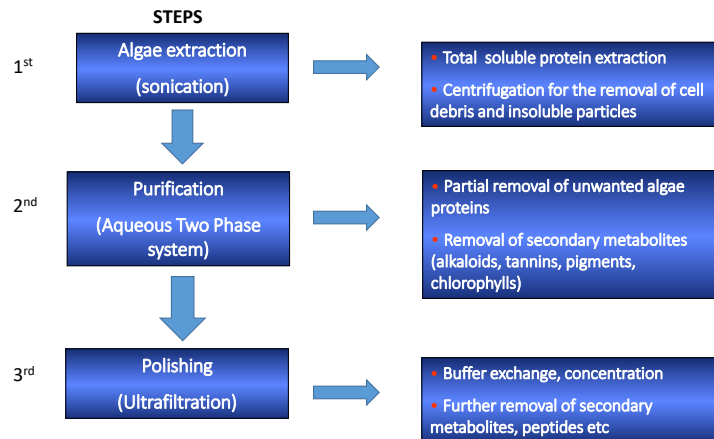 STEPS
1st
Algae extraction
(sonication)
• Total soluble protein extraction
• Centrifugation for the removal of cell
debris and insoluble particles
2nd
Purification
(Aqueous Two Phase
system)
• Partial removal of unwanted algae
proteins
• Removal of secondary metabolites
(alkaloids, tannins, pigments,
chlorophylls)
3rd
Polishing
(Ultrafiltration)
• Buffer exchange, concentration
• Further removal of secondary
metabolites, peptides etc